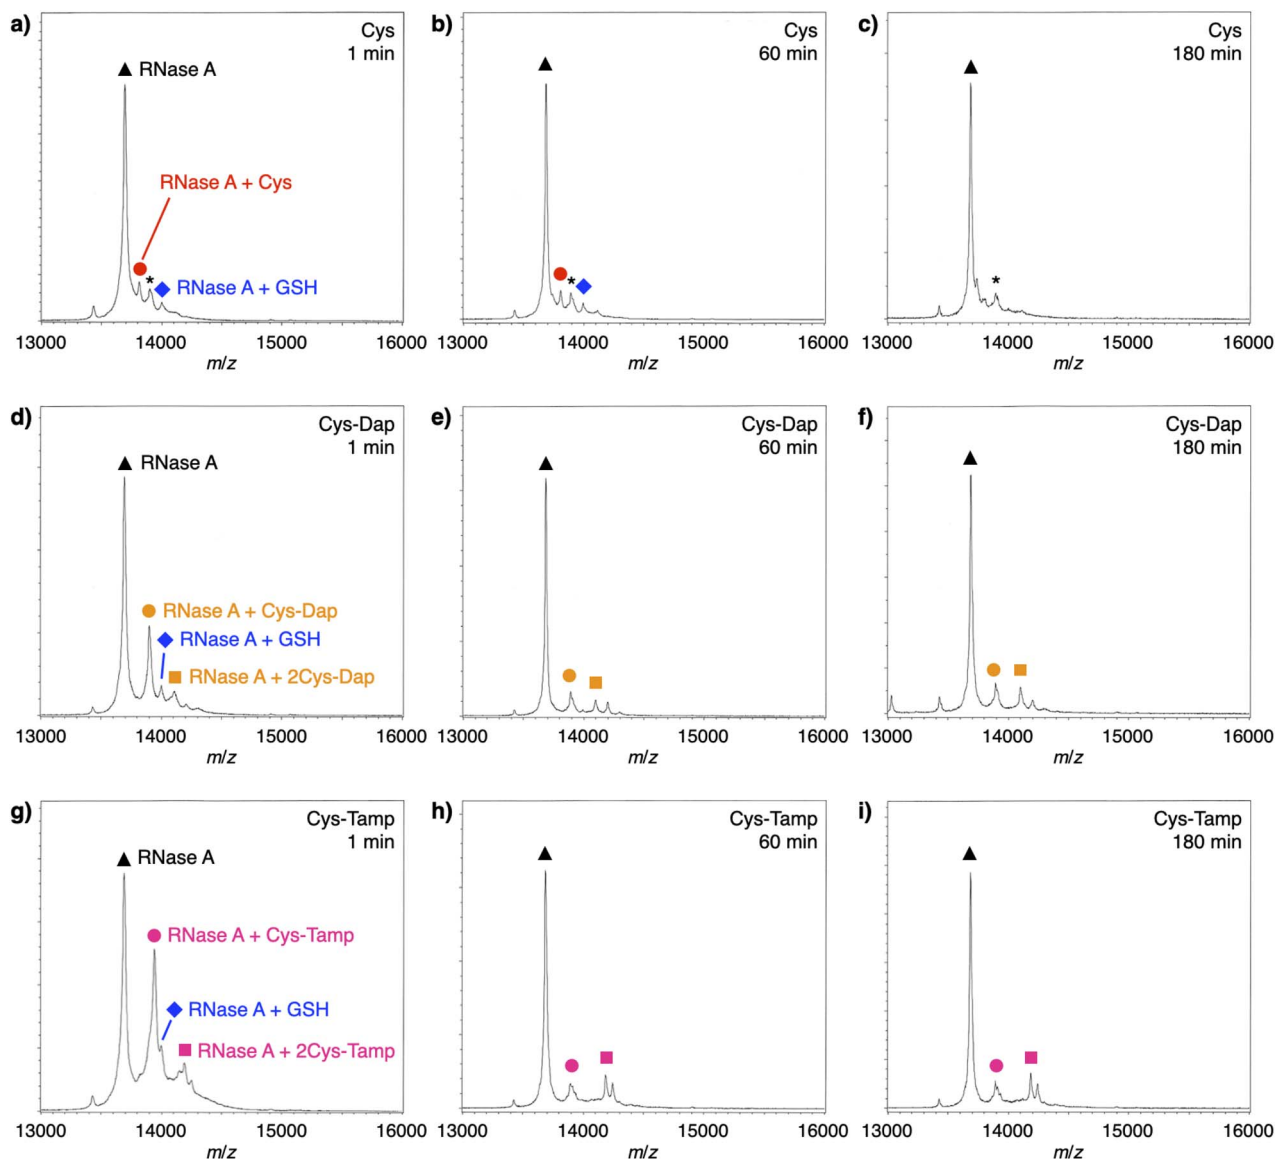 a)
Cys
1 min
▲ RNase A
RNase A + Cys
*
RNase A + GSH
13000 14000 15000 16000
m/z
b)
Cys
60 min
*
13000 14000 15000 16000
m/z
c)
Cys
180 min
*
13000 14000 15000 16000
m/z
d)
Cys-Dap
1 min
RNase A
RNase A + Cys-Dap
RNase A + GSH
RNase A + 2Cys-Dap
13000 14000 15000 16000
m/z
e)
Cys-Dap
60 min
13000 14000 15000 16000
m/z
f)
Cys-Dap
180 min
13000 14000 15000 16000
m/z
g)
Cys-Tamp
1 min
RNase A
RNase A + Cys-Tamp
RNase A + GSH
RNase A + 2Cys-Tamp
13000 14000 15000 16000
m/z
h)
Cys-Tamp
60 min
13000 14000 15000 16000
m/z
i)
Cys-Tamp
180 min
13000 14000 15000 16000
m/z